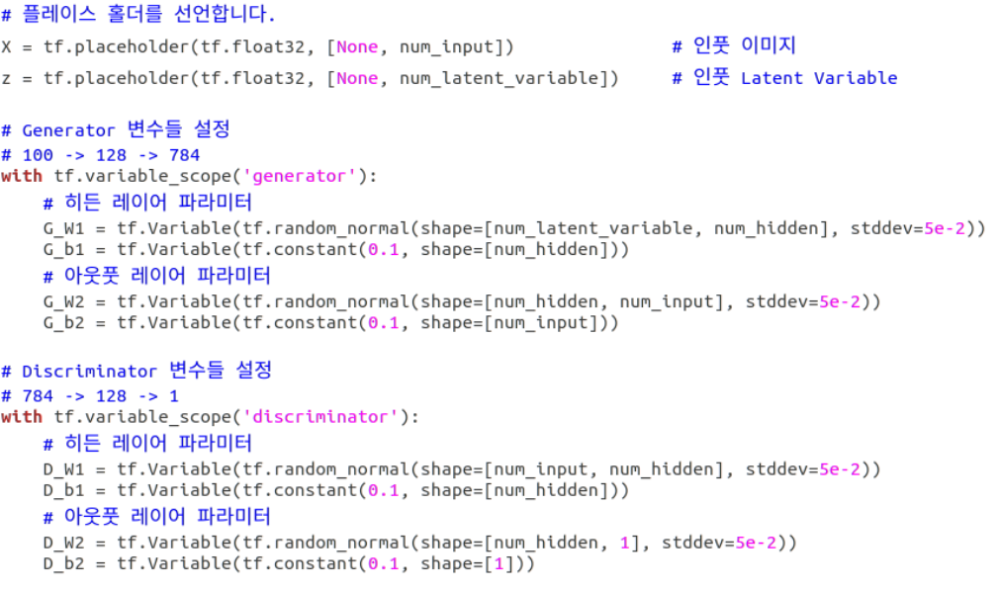 # 플레이스 홀더를 선언합니다.
X = tf.placeholder(tf.float32, [None, num_input])               # 인풋 이미지
z = tf.placeholder(tf.float32, [None, num_latent_variable])     # 인풋 Latent Variable

# Generator 변수들 설정
# 100 -> 128 -> 784
with tf.variable_scope('generator'):
    # 히든 레이어 파라미터
    G_W1 = tf.Variable(tf.random_normal(shape=[num_latent_variable, num_hidden], stddev=5e-2))
    G_b1 = tf.Variable(tf.constant(0.1, shape=[num_hidden]))
    # 아웃풋 레이어 파라미터
    G_W2 = tf.Variable(tf.random_normal(shape=[num_hidden, num_input], stddev=5e-2))
    G_b2 = tf.Variable(tf.constant(0.1, shape=[num_input]))

# Discriminator 변수들 설정
# 784 -> 128 -> 1
with tf.variable_scope('discriminator'):
    # 히든 레이어 파라미터
    D_W1 = tf.Variable(tf.random_normal(shape=[num_input, num_hidden], stddev=5e-2))
    D_b1 = tf.Variable(tf.constant(0.1, shape=[num_hidden]))
    # 아웃풋 레이어 파라미터
    D_W2 = tf.Variable(tf.random_normal(shape=[num_hidden, 1], stddev=5e-2))
    D_b2 = tf.Variable(tf.constant(0.1, shape=[1]))